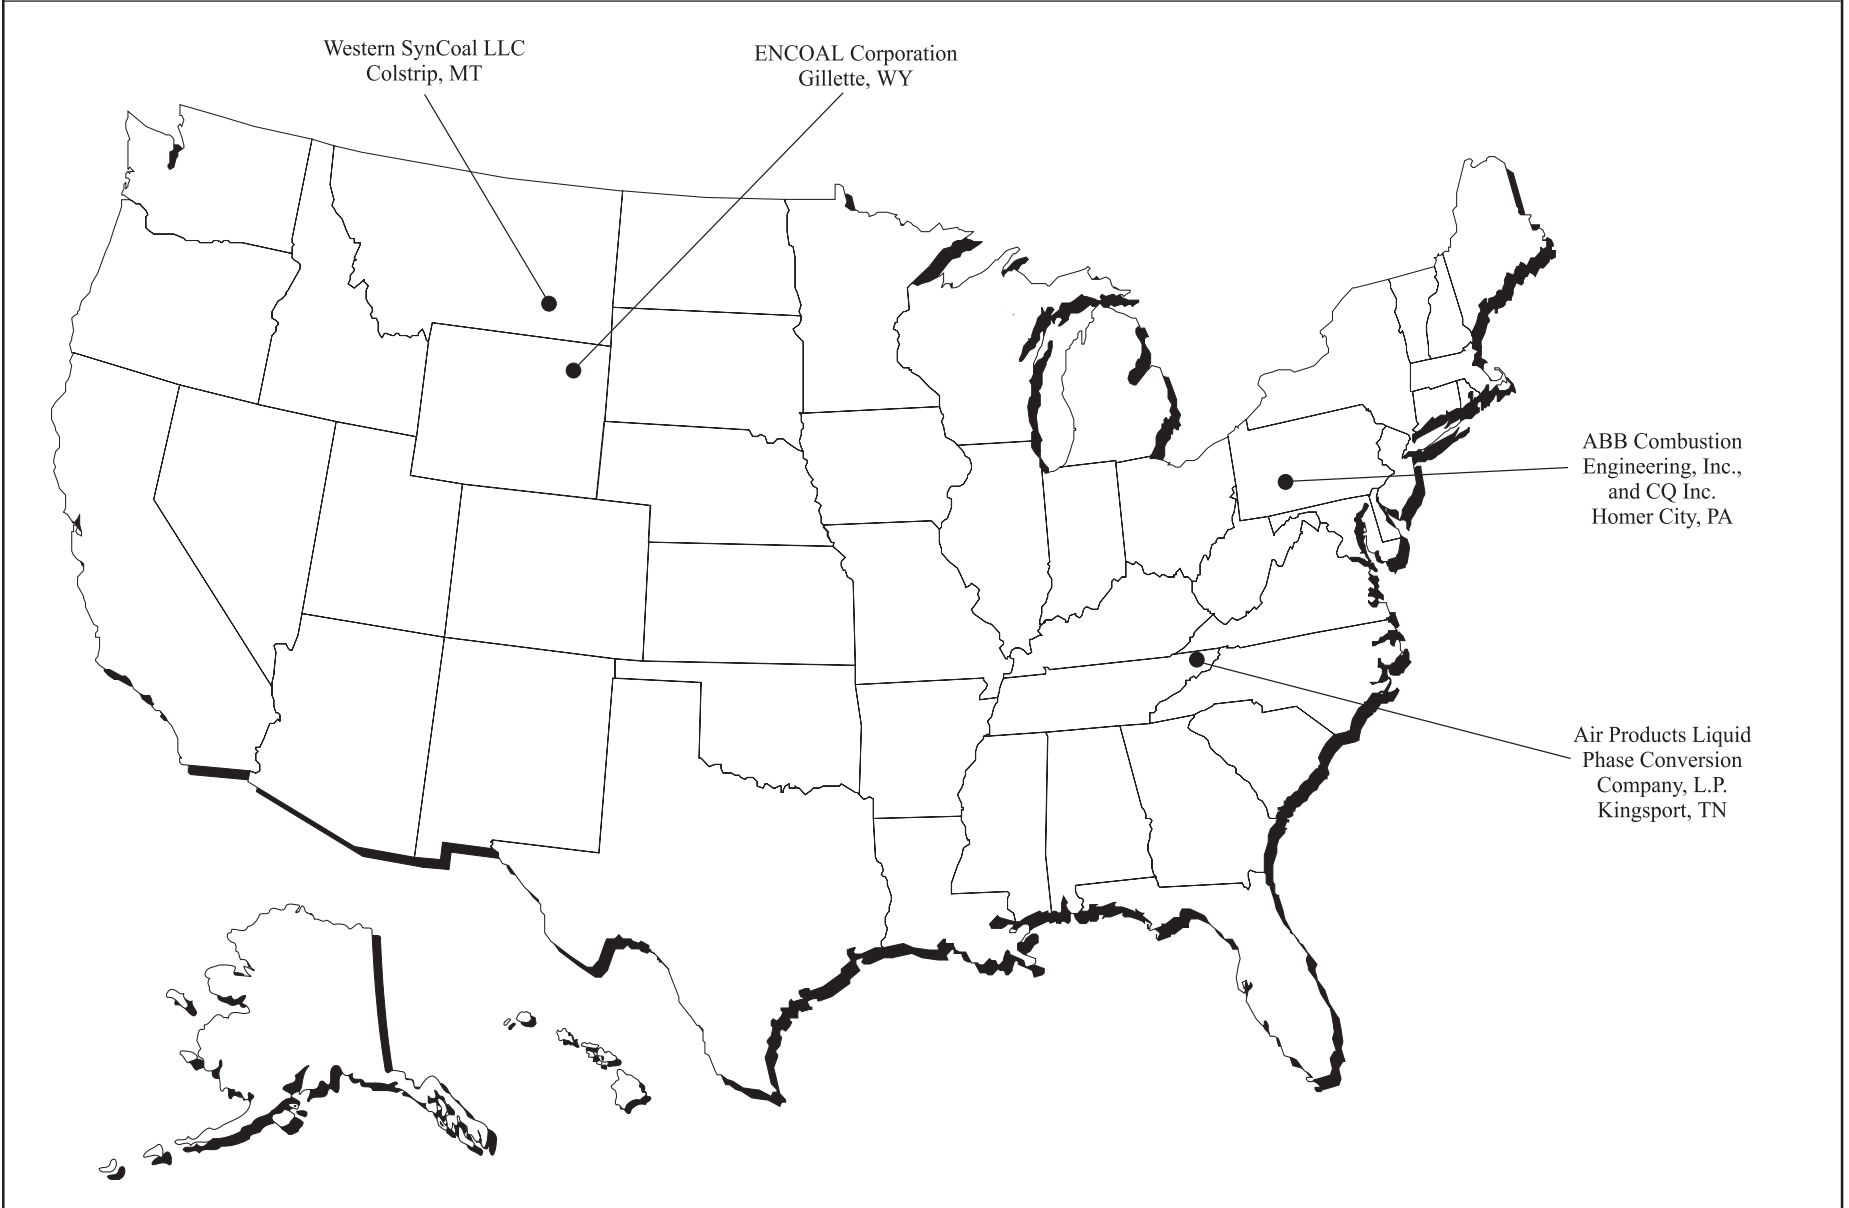 Western SynCoal LLC
Colstrip, MT
ENCOAL Corporation
Gillette, WY
ABB Combustion
Engineering, Inc.,
and CQ Inc.
Homer City, PA
Air Products Liquid
Phase Conversion
Company, L.P.
Kingsport, TN